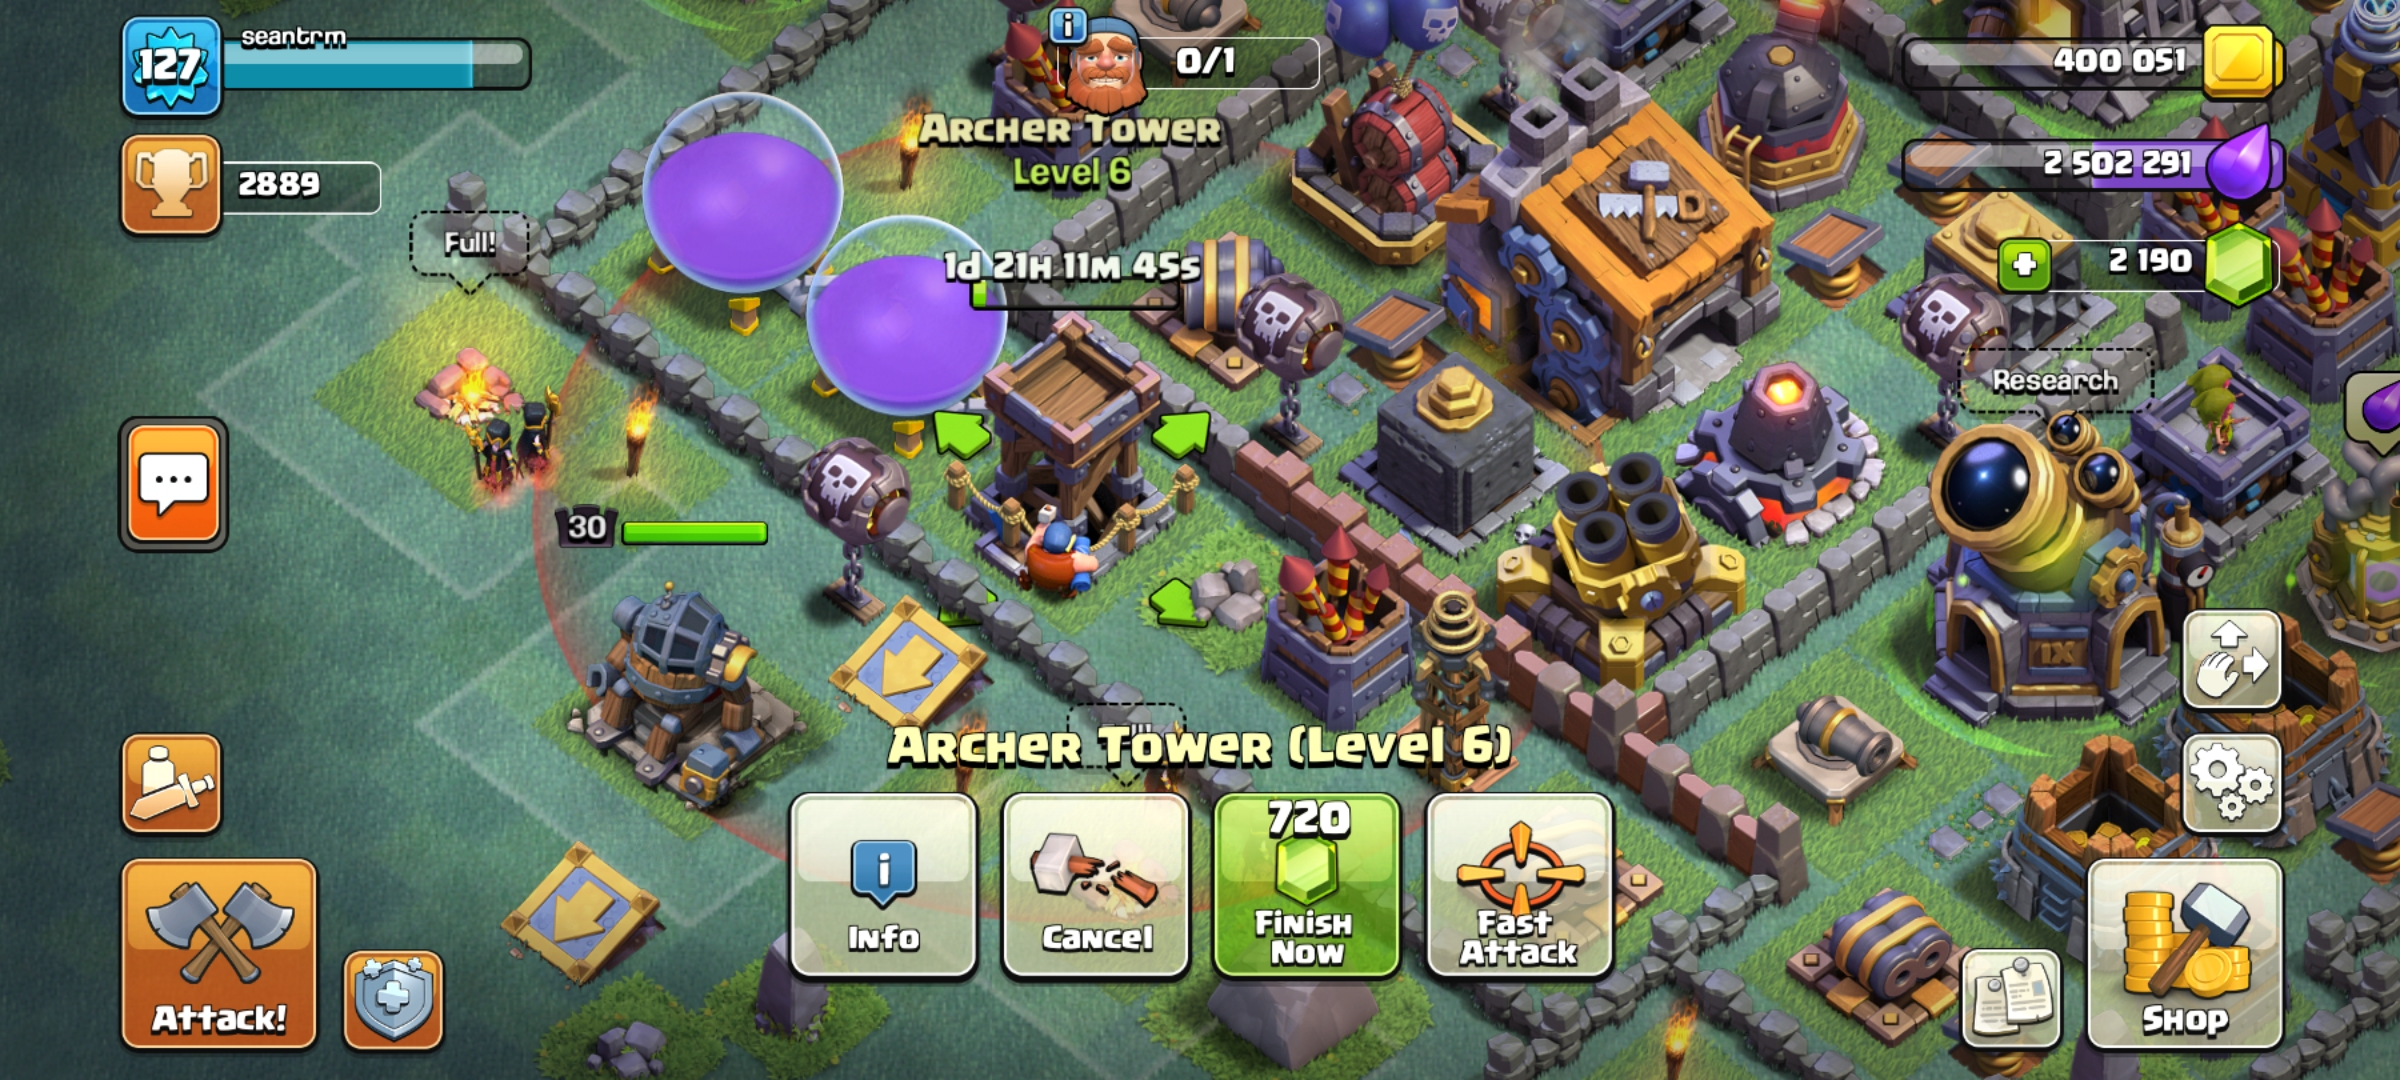 127
seantrm
0/1
400 051
Archer Tower
Level 6
2 502 291
2889
Full!
1d 21H 11M 45s
2 190
Research
30
IX
Archer Tower (Level 6)
720
Info
Cancel
Finish
Now
Fast
Attack
Attack!
Shop